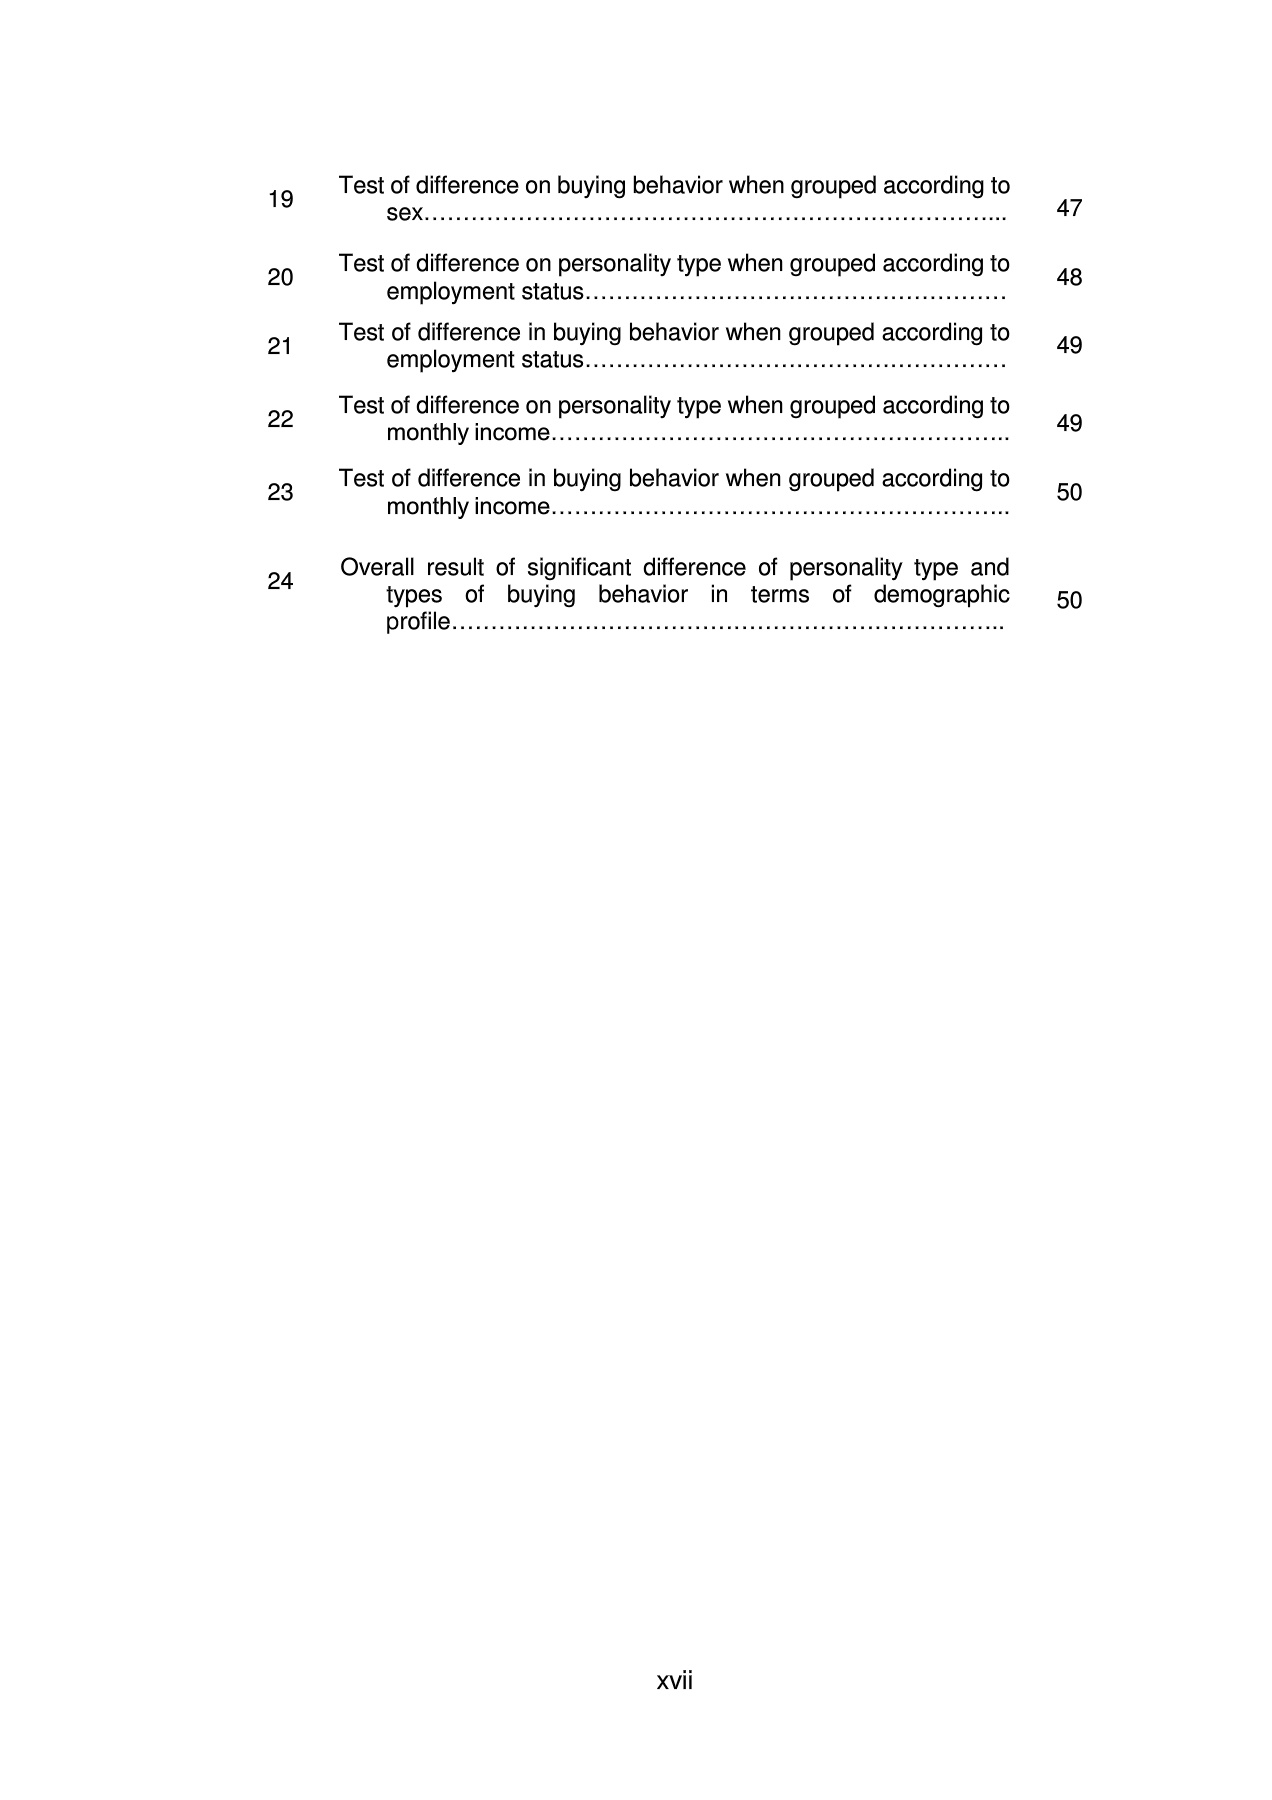 19 Test of difference on buying behavior when grouped according to
sex……………………………………………………………….... 47
20 Test of difference on personality type when grouped according to
employment status……………………………………………… 48
21 Test of difference in buying behavior when grouped according to
employment status……………………………………………… 49
22 Test of difference on personality type when grouped according to
monthly income………………………………………………….. 49
23 Test of difference in buying behavior when grouped according to
monthly income………………………………………………….. 50
24 Overall result of significant difference of personality type and
types of buying behavior in terms of demographic
profile…………………………………………………………….. 50
xvii